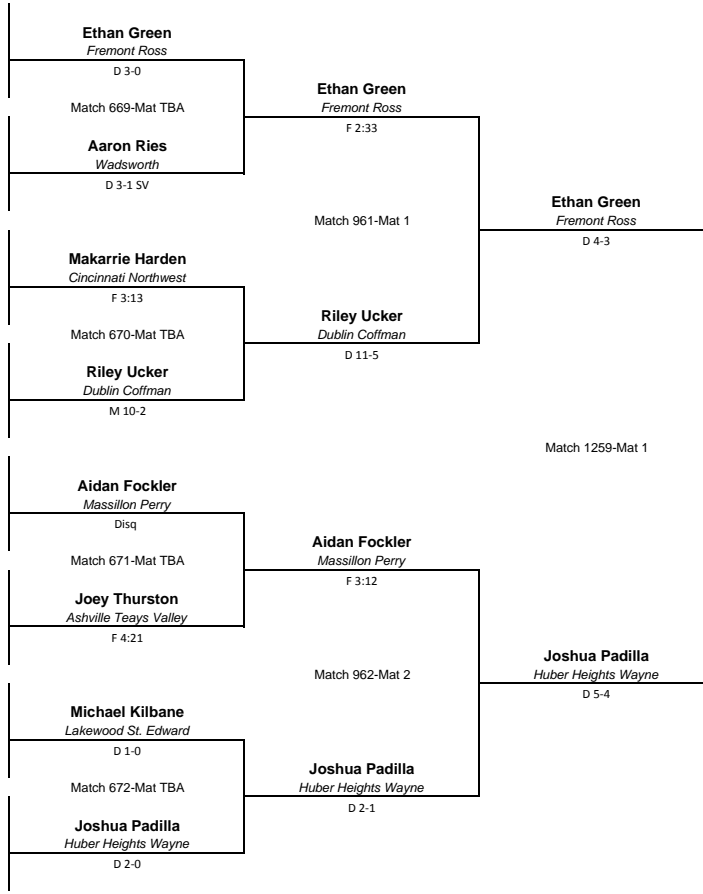 Ethan Green
Fremont Ross
D 3-0
Match 669-Mat TBA
Aaron Ries
Wadsworth
D 3-1 SV
Makarrie Harden
Cincinnati Northwest
F 3:13
Match 670-Mat TBA
Riley Ucker
Dublin Coffman
M 10-2
Aidan Fockler
Massillon Perry
Disq
Match 671-Mat TBA
Joey Thurston
Ashville Teays Valley
F 4:21
Michael Kilbane
Lakewood St. Edward
D 1-0
Match 672-Mat TBA
Joshua Padilla
Huber Heights Wayne
D 2-0
Ethan Green
Fremont Ross
F 2:33
Match 961-Mat 1
Riley Ucker
Dublin Coffman
D 11-5
Aidan Fockler
Massillon Perry
F 3:12
Match 962-Mat 2
Joshua Padilla
Huber Heights Wayne
D 2-1
Ethan Green
Fremont Ross
D 4-3
Match 1259-Mat 1
Joshua Padilla
Huber Heights Wayne
D 5-4